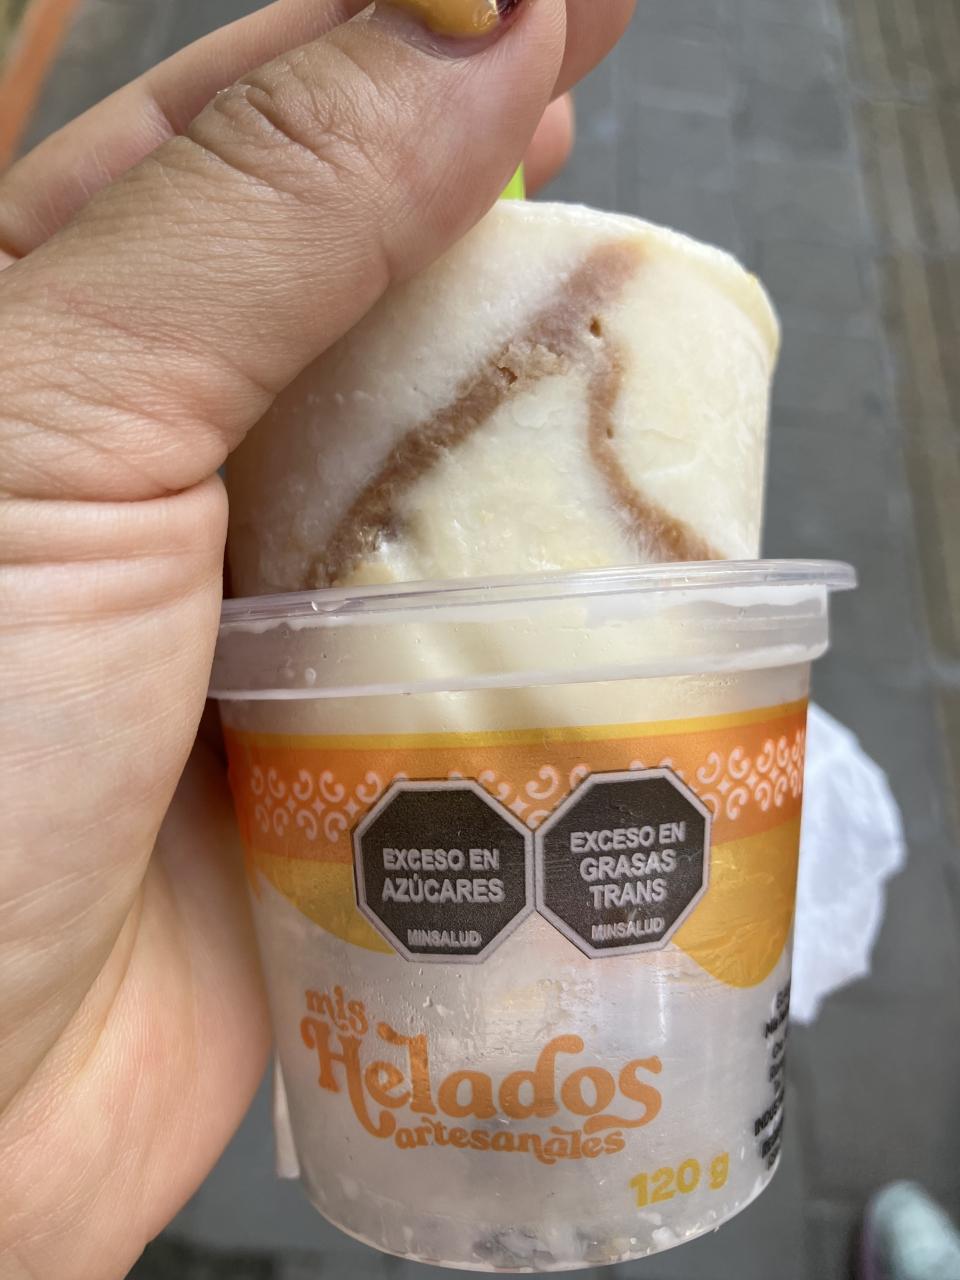 EXCESO EN
AZÚCARES
MINSALUD
EXCESO EN
GRASAS
TRANS
MINSALUD
mis
Helados
artesanales
120 g